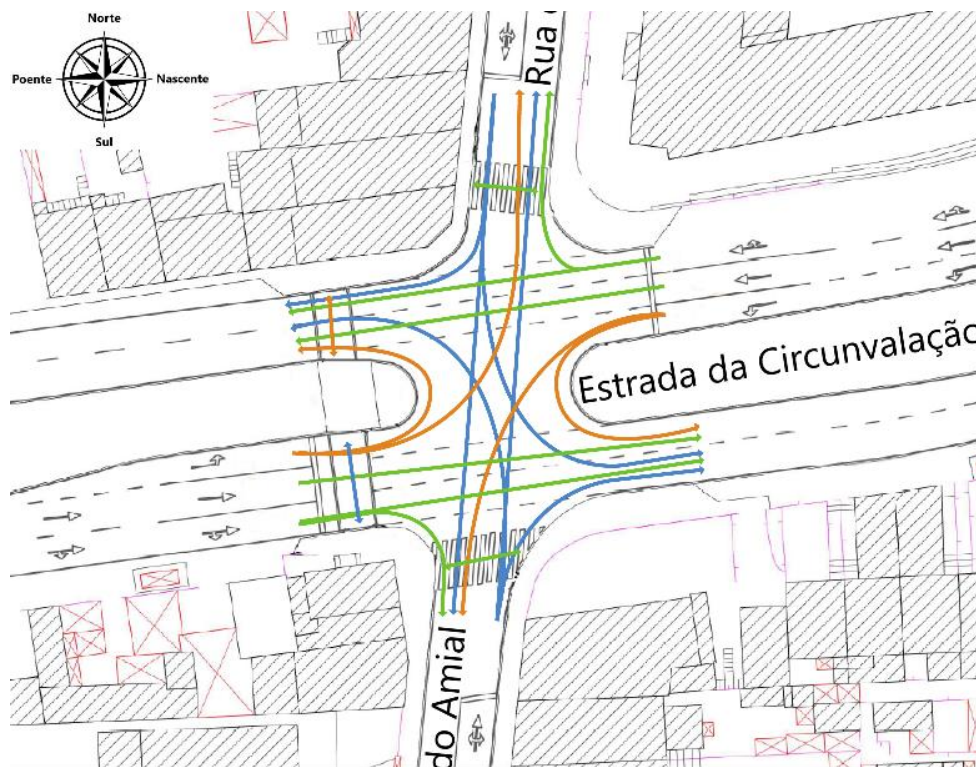 Norte
Poente
Nascente
Sul
Rua
Estrada da Circunvalação
do Amial